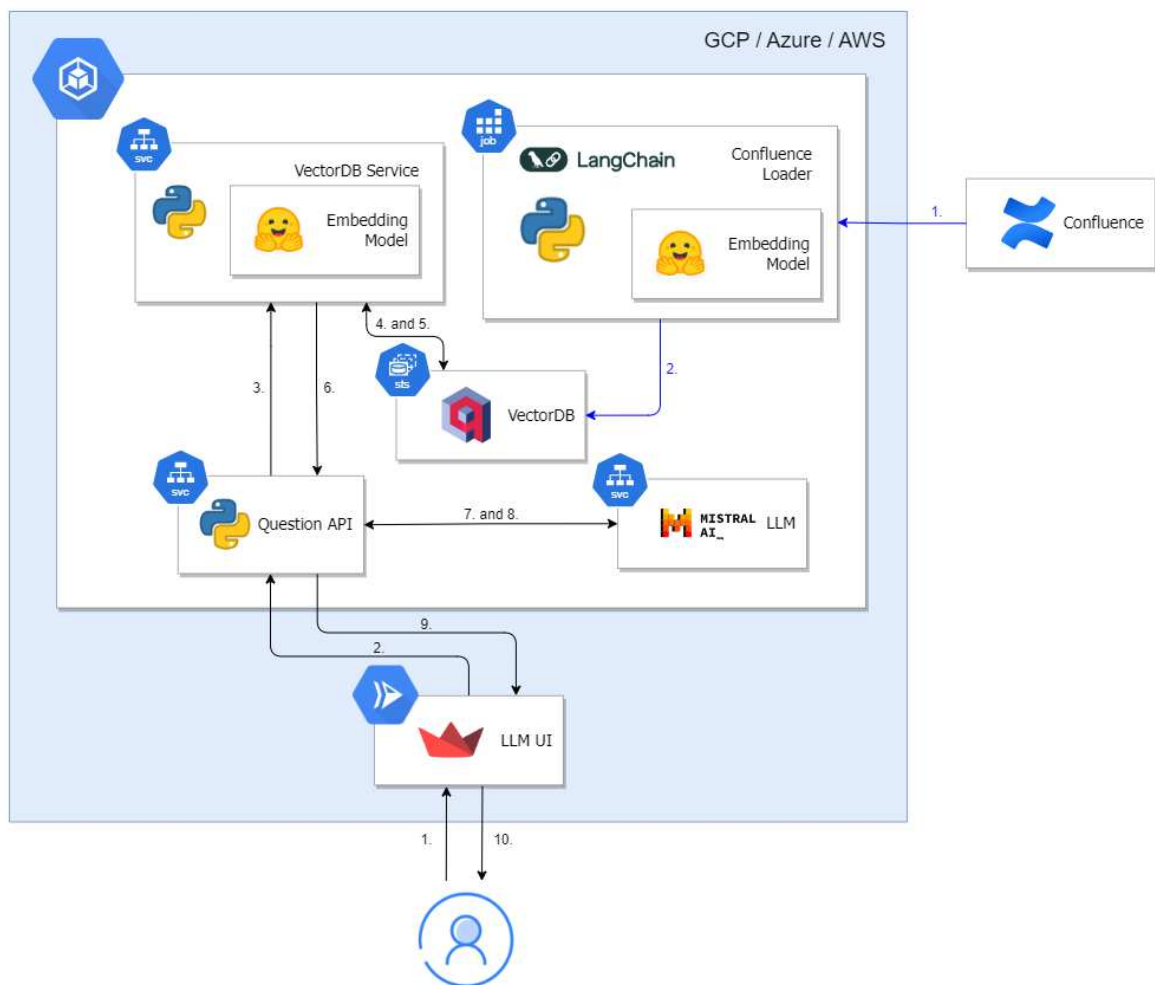 GCP / Azure / AWS
svc
VectorDB Service
Embedding
Model
job
LangChain
Confluence
Loader
Embedding
Model
1.
Confluence
4. and 5.
2.
3.
6.
sts
VectorDB
svc
Question API
7. and 8.
svc
MISTRAL
AI_
LLM
9.
2.
LLM UI
1.
10.